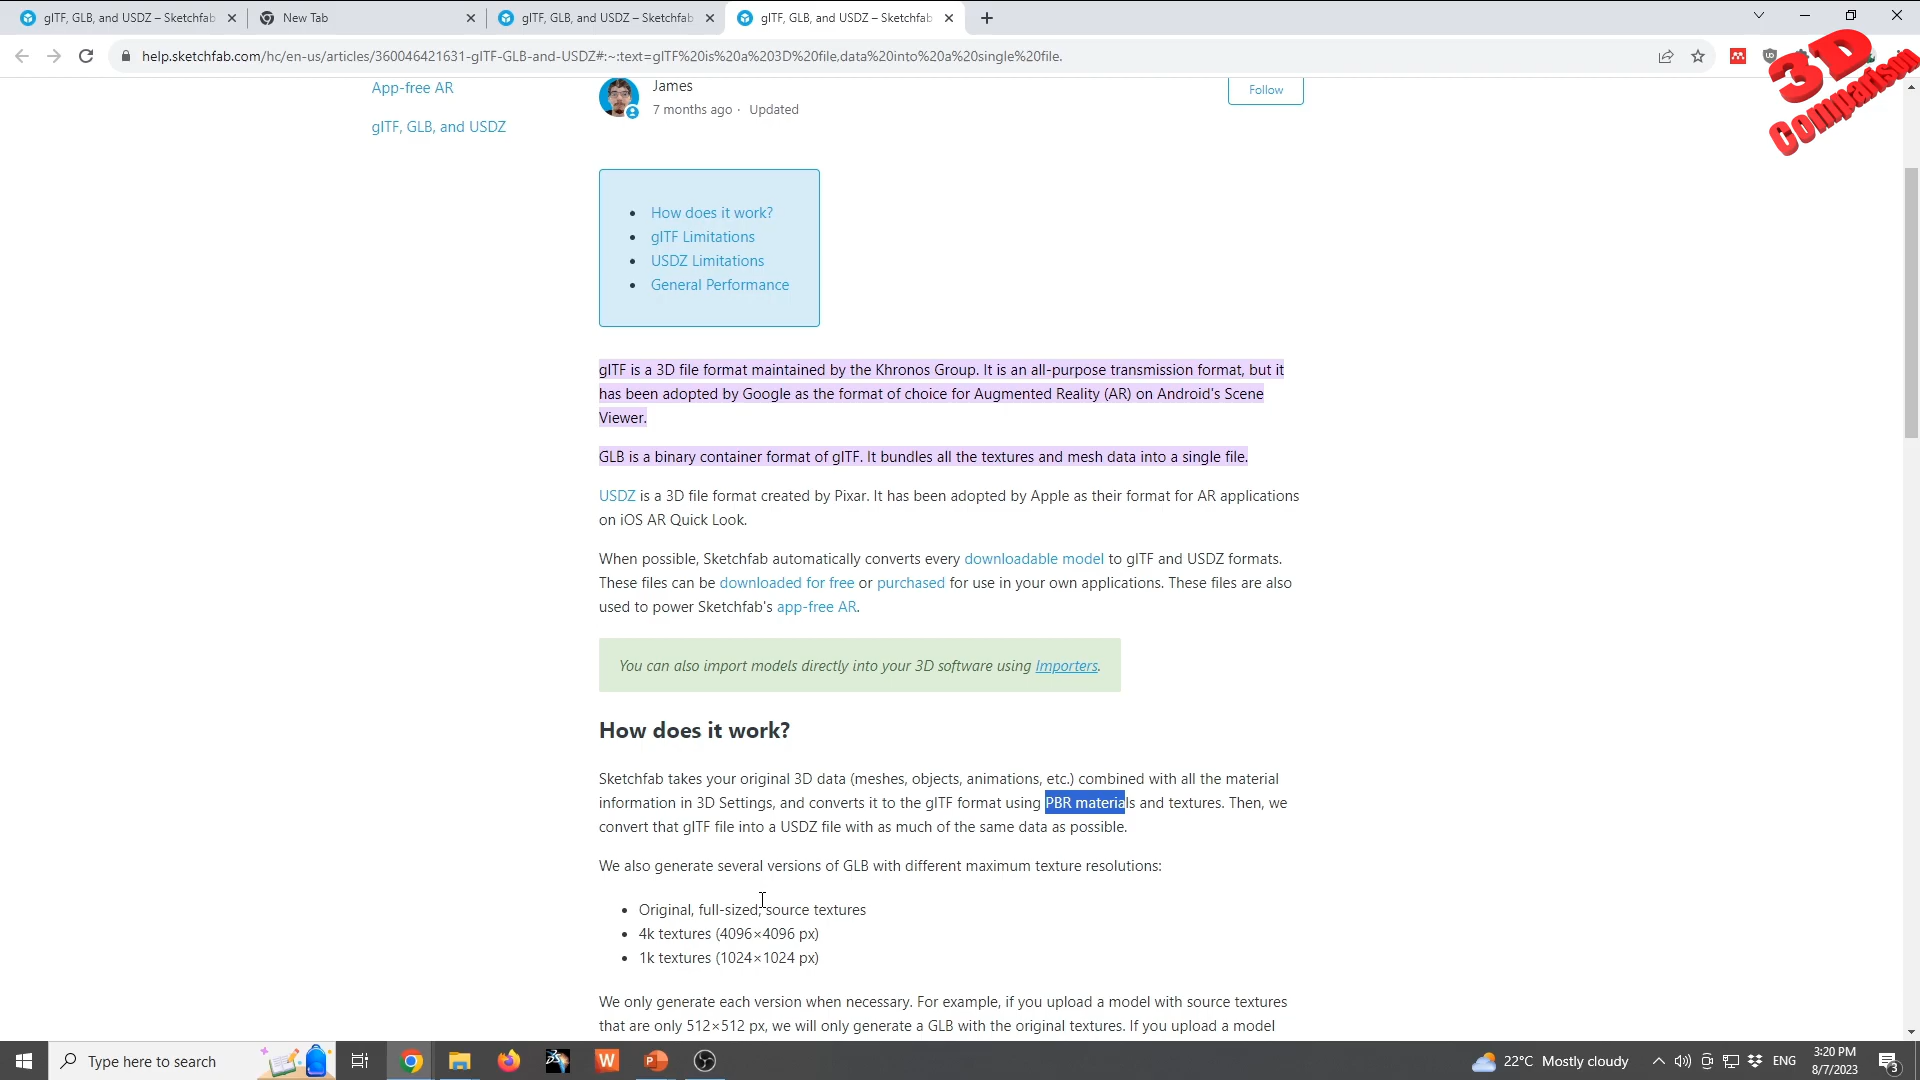 glTF, GLB, and USDZ – Sketchfab
New Tab
glTF, GLB, and USDZ – Sketchfab
glTF, GLB, and USDZ – Sketchfab
help.sketchfab.com/hc/en-us/articles/360046421631-glTF-GLB-and-USDZ#:~:text=glTF%20is%20a%203D%20file,data%20into%20a%20single%20file.
3D
Comparison
App-free AR
glTF, GLB, and USDZ
James
7 months ago · Updated
Follow
• How does it work?
• glTF Limitations
• USDZ Limitations
• General Performance
glTF is a 3D file format maintained by the Khronos Group. It is an all-purpose transmission format, but it
has been adopted by Google as the format of choice for Augmented Reality (AR) on Android's Scene
Viewer.
GLB is a binary container format of glTF. It bundles all the textures and mesh data into a single file.
USDZ is a 3D file format created by Pixar. It has been adopted by Apple as their format for AR applications
on iOS AR Quick Look.
When possible, Sketchfab automatically converts every downloadable model to glTF and USDZ formats.
These files can be downloaded for free or purchased for use in your own applications. These files are also
used to power Sketchfab's app-free AR.
You can also import models directly into your 3D software using Importers.
How does it work?
Sketchfab takes your original 3D data (meshes, objects, animations, etc.) combined with all the material
information in 3D Settings, and converts it to the glTF format using PBR materials and textures. Then, we
convert that glTF file into a USDZ file with as much of the same data as possible.
We also generate several versions of GLB with different maximum texture resolutions:
• Original, full-sized, source textures
• 4k textures (4096×4096 px)
• 1k textures (1024×1024 px)
We only generate each version when necessary. For example, if you upload a model with source textures
that are only 512×512 px, we will only generate a GLB with the original textures. If you upload a model
Type here to search
22°C Mostly cloudy
ENG
3:20 PM
8/7/2023
3